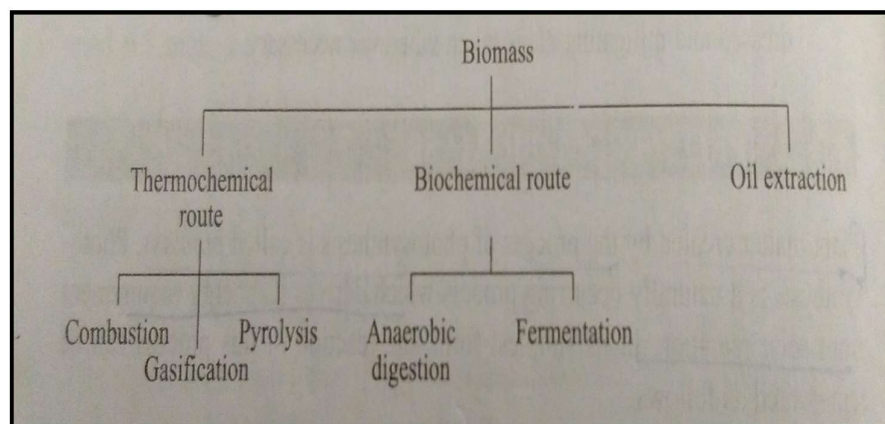 Biomass
Thermochemical
route
Biochemical route
Oil extraction
Combustion
Gasification
Pyrolysis
Anaerobic
digestion
Fermentation